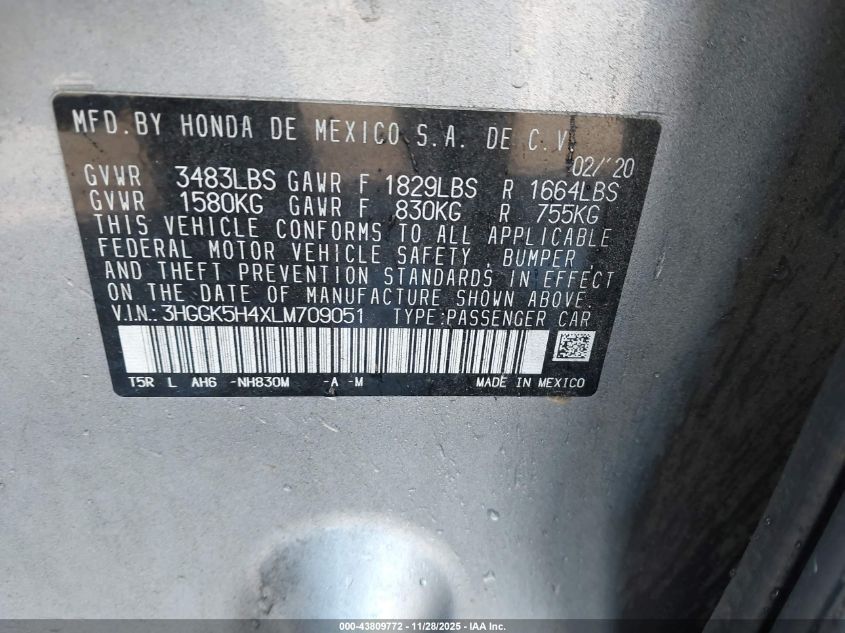 MFD.BY HONDA DE MEXICO S.A. DE C.V.
02/'20
GVWR 3483LBS GAWR F 1829LBS R 1664LBS
GVWR 1580KG GAWR F 830KG R 755KG
THIS VEHICLE CONFORMS TO ALL APPLICABLE
FEDERAL MOTOR VEHICLE SAFETY, BUMPER,
AND THEFT PREVENTION STANDARDS IN EFFECT
ON THE DATE OF MANUFACTURE SHOWN ABOVE.
V.I.N.: 3HGGK5H4XLM709051 TYPE:PASSENGER CAR
T5R L AH6 -NH830M -A -M MADE IN MEXICO
000-43809772 — 11/28/2025 — IAA Inc.